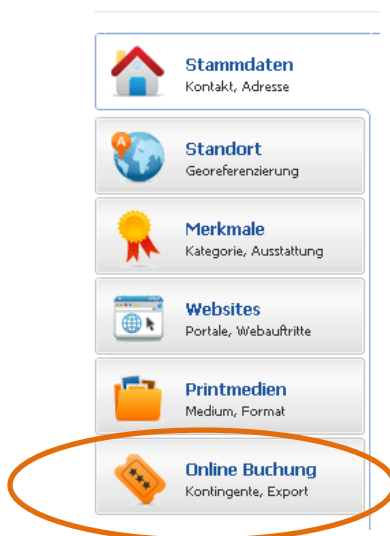 Stammdaten
Kontakt, Adresse
A
Standort
Georeferenzierung
Merkmale
Kategorie, Ausstattung
Websites
Portale, Webauftritte
Printmedien
Medium, Format
Online Buchung
Kontingente, Export